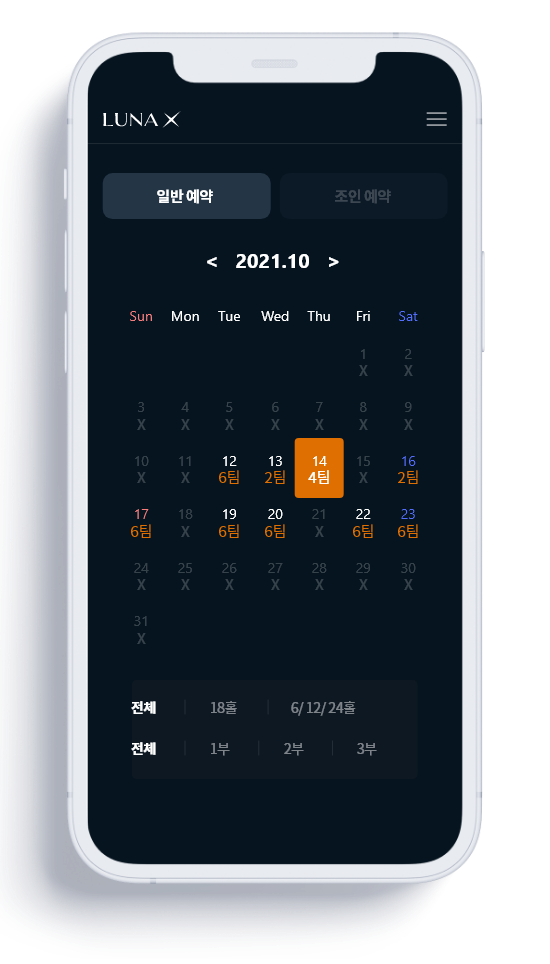 LUNA X
일반 예약 조인 예약
< 2021.10 >
Sun Mon Tue Wed Thu Fri Sat
1 2
X X
3 4 5 6 7 8 9
X X X X X X X
10 11 12 13 14 15 16
X X 6팀 2팀 4팀 X 2팀
17 18 19 20 21 22 23
6팀 X 6팀 6팀 X 6팀 6팀
24 25 26 27 28 29 30
X X X X X X X
31
X
전체 18홀 6/ 12/ 24홀
전체 1부 2부 3부